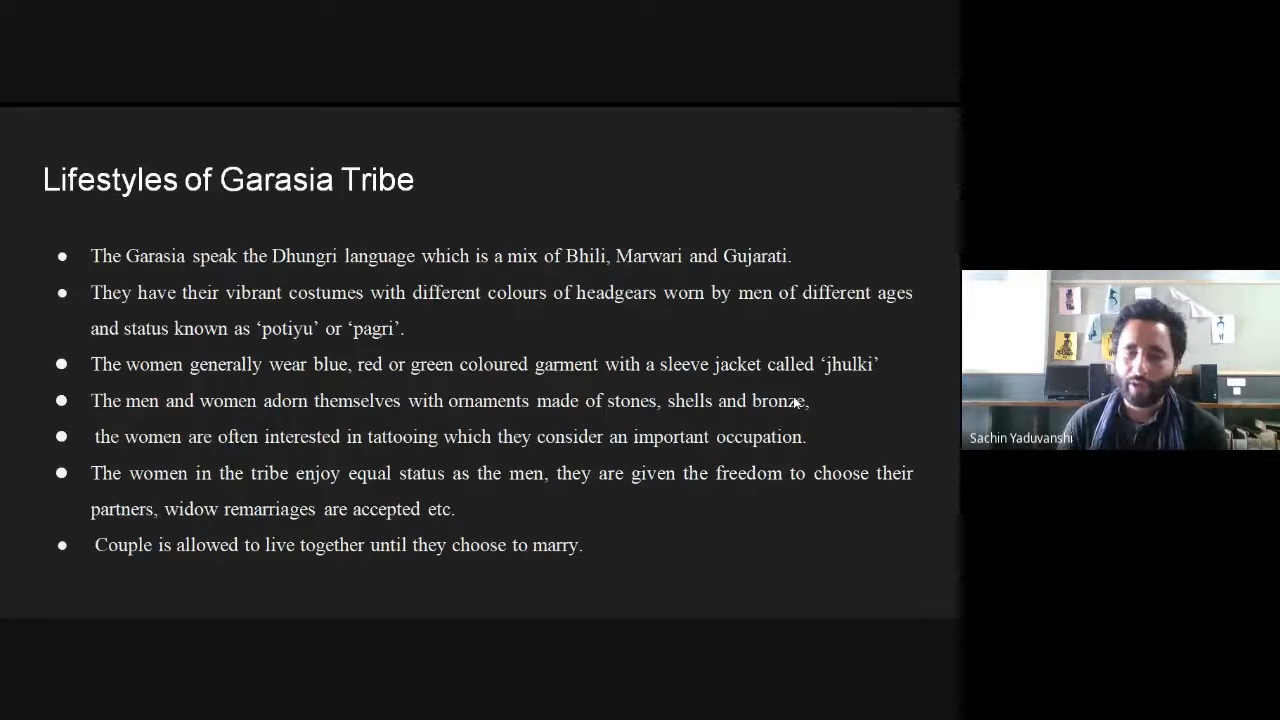 Lifestyles of Garasia Tribe
● The Garasia speak the Dhungri language which is a mix of Bhili, Marwari and Gujarati.
● They have their vibrant costumes with different colours of headgears worn by men of different ages
and status known as ‘potiyu’ or ‘pagri’.
● The women generally wear blue, red or green coloured garment with a sleeve jacket called ‘jhulki’
● The men and women adorn themselves with ornaments made of stones, shells and bronze,
● the women are often interested in tattooing which they consider an important occupation.
● The women in the tribe enjoy equal status as the men, they are given the freedom to choose their
partners, widow remarriages are accepted etc.
● Couple is allowed to live together until they choose to marry.
Sachin Yaduvanshi